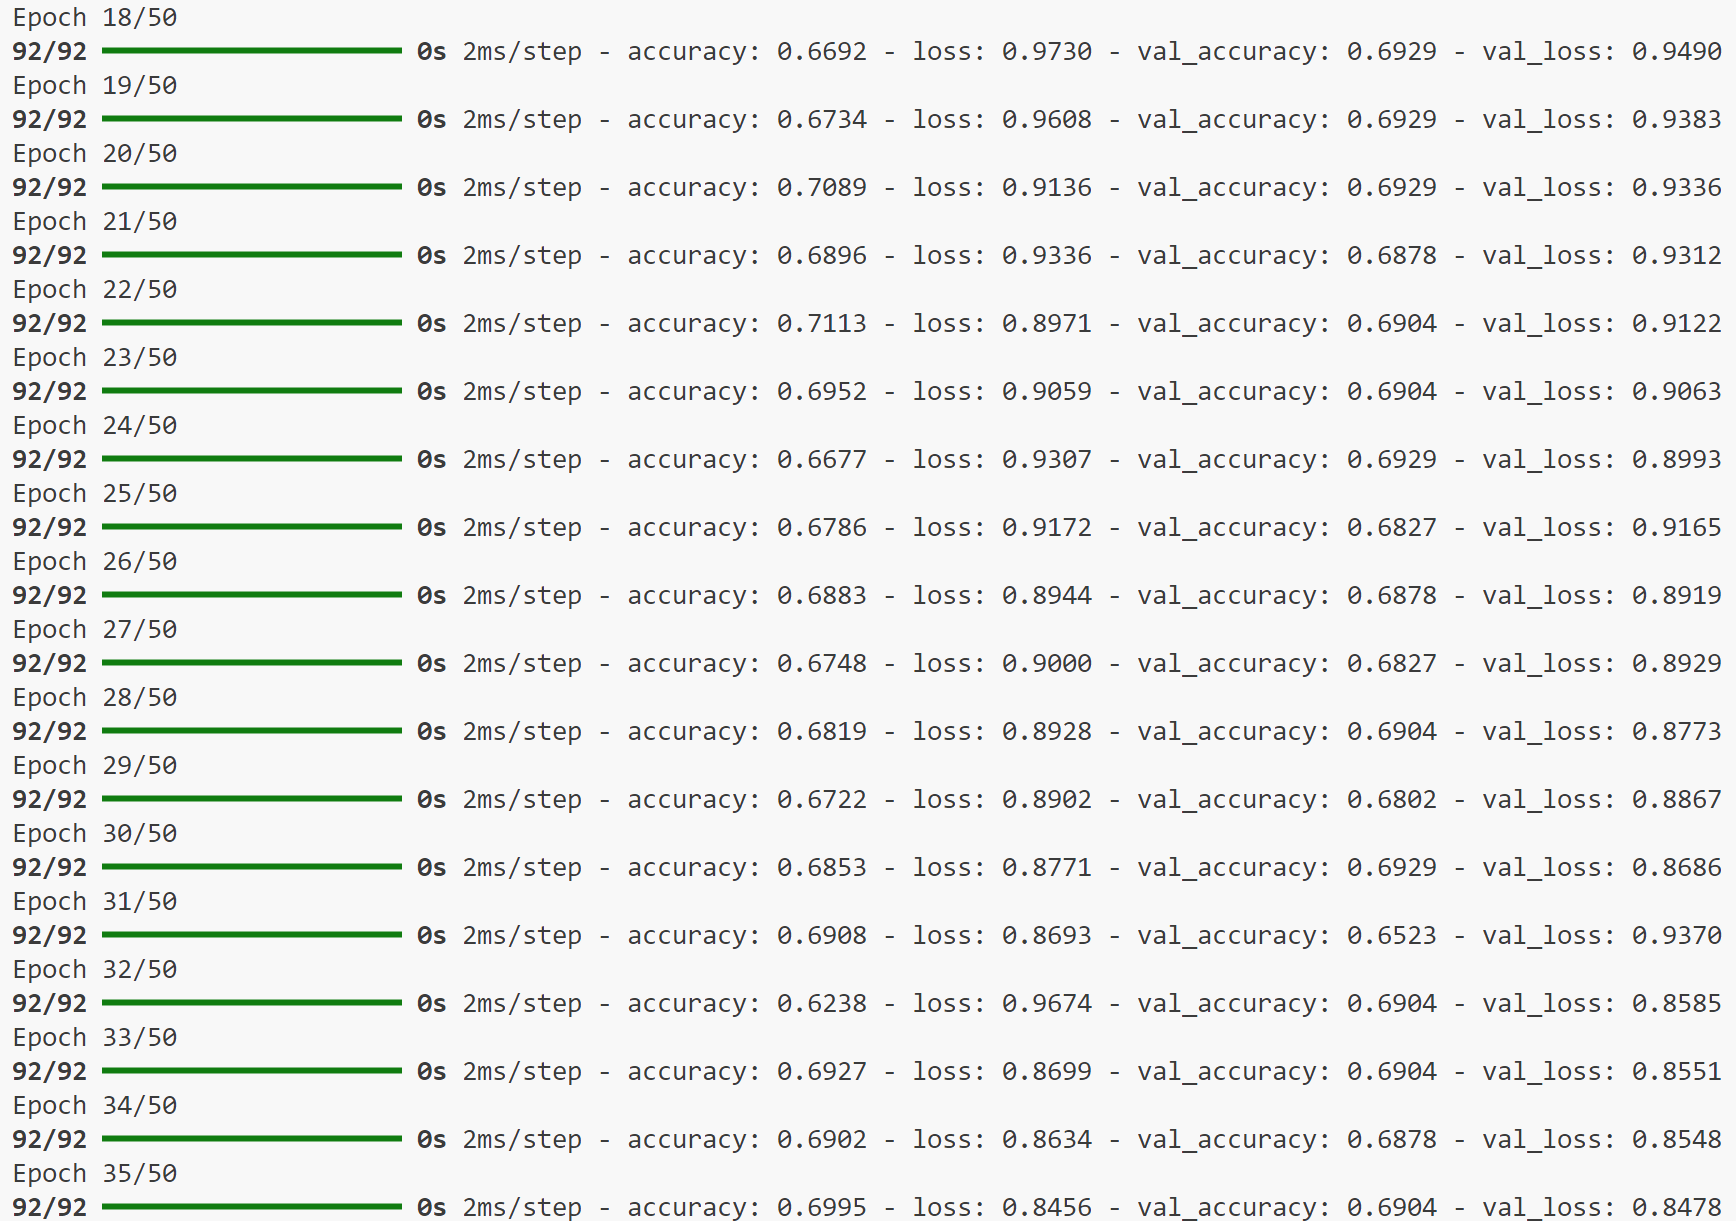 Epoch 18/50
92/92 0s 2ms/step - accuracy: 0.6692 - loss: 0.9730 - val_accuracy: 0.6929 - val_loss: 0.9490
Epoch 19/50
92/92 0s 2ms/step - accuracy: 0.6734 - loss: 0.9608 - val_accuracy: 0.6929 - val_loss: 0.9383
Epoch 20/50
92/92 0s 2ms/step - accuracy: 0.7089 - loss: 0.9136 - val_accuracy: 0.6929 - val_loss: 0.9336
Epoch 21/50
92/92 0s 2ms/step - accuracy: 0.6896 - loss: 0.9336 - val_accuracy: 0.6878 - val_loss: 0.9312
Epoch 22/50
92/92 0s 2ms/step - accuracy: 0.7113 - loss: 0.8971 - val_accuracy: 0.6904 - val_loss: 0.9122
Epoch 23/50
92/92 0s 2ms/step - accuracy: 0.6952 - loss: 0.9059 - val_accuracy: 0.6904 - val_loss: 0.9063
Epoch 24/50
92/92 0s 2ms/step - accuracy: 0.6677 - loss: 0.9307 - val_accuracy: 0.6929 - val_loss: 0.8993
Epoch 25/50
92/92 0s 2ms/step - accuracy: 0.6786 - loss: 0.9172 - val_accuracy: 0.6827 - val_loss: 0.9165
Epoch 26/50
92/92 0s 2ms/step - accuracy: 0.6883 - loss: 0.8944 - val_accuracy: 0.6878 - val_loss: 0.8919
Epoch 27/50
92/92 0s 2ms/step - accuracy: 0.6748 - loss: 0.9000 - val_accuracy: 0.6827 - val_loss: 0.8929
Epoch 28/50
92/92 0s 2ms/step - accuracy: 0.6819 - loss: 0.8928 - val_accuracy: 0.6904 - val_loss: 0.8773
Epoch 29/50
92/92 0s 2ms/step - accuracy: 0.6722 - loss: 0.8902 - val_accuracy: 0.6802 - val_loss: 0.8867
Epoch 30/50
92/92 0s 2ms/step - accuracy: 0.6853 - loss: 0.8771 - val_accuracy: 0.6929 - val_loss: 0.8686
Epoch 31/50
92/92 0s 2ms/step - accuracy: 0.6908 - loss: 0.8693 - val_accuracy: 0.6523 - val_loss: 0.9370
Epoch 32/50
92/92 0s 2ms/step - accuracy: 0.6238 - loss: 0.9674 - val_accuracy: 0.6904 - val_loss: 0.8585
Epoch 33/50
92/92 0s 2ms/step - accuracy: 0.6927 - loss: 0.8699 - val_accuracy: 0.6904 - val_loss: 0.8551
Epoch 34/50
92/92 0s 2ms/step - accuracy: 0.6902 - loss: 0.8634 - val_accuracy: 0.6878 - val_loss: 0.8548
Epoch 35/50
92/92 0s 2ms/step - accuracy: 0.6995 - loss: 0.8456 - val_accuracy: 0.6904 - val_loss: 0.8478